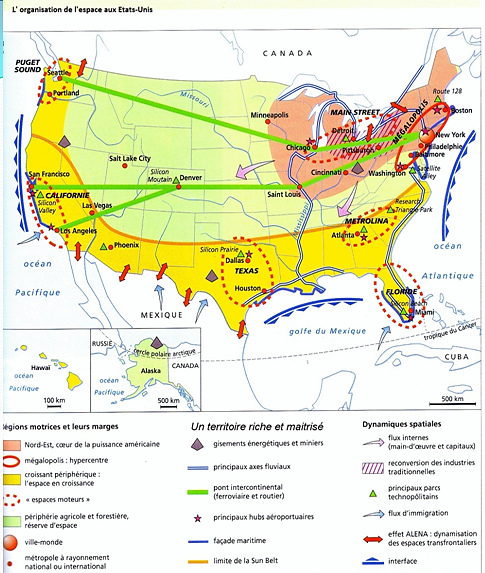 L' organisation de l'espace aux Etats-Unis
CANADA
PUGET
SOUND
Seattle
Portland
Missouri
Minneapolis
MAIN STREET
Détroit
Chicago
Pittsburgh
MÉGALOPOLIS
Route 128
Boston
New York
Philadelphie
Baltimore
Washington
Satellite
Valley
Cincinnati
Salt Lake City
Silicon
Moutain
Denver
Saint Louis
San Francisco
CALIFORNIE
Silicon
Valley
Las Vegas
Los Angeles
Phoenix
Research
Triangle Park
METROLINA
Atlanta
Silicon Prairie
Dallas
TEXAS
Houston
FLORIDE
Silicon Beach
Miami
océan
Pacifique
océan
Atlantique
MEXIQUE
golfe du Mexique
tropique du Cancer
CUBA
Hawaï
océan
Pacifique
100 km
RUSSIE
cercle polaire arctique
CANADA
Alaska
océan
Pacifique
500 km
500 km
Régions motrices et leurs marges
Nord-Est, cœur de la puissance américaine
mégalopolis : hypercentre
croissant périphérique :
l'espace en croissance
« espaces moteurs »
périphérie agricole et forestière,
réserve d'espace
ville-monde
métropole à rayonnement
national ou international
Un territoire riche et maitrisé
gisements énergétiques et miniers
principaux axes fluviaux
pont intercontinental
(ferroviaire et routier)
principaux hubs aéroportuaires
façade maritime
limite de la Sun Belt
Dynamiques spatiales
flux internes
(main-d'œuvre et capitaux)
reconversion des industries
traditionnelles
principaux parcs
technopôlitains
flux d'immigration
effet ALENA : dynamisation
des espaces transfrontaliers
interface